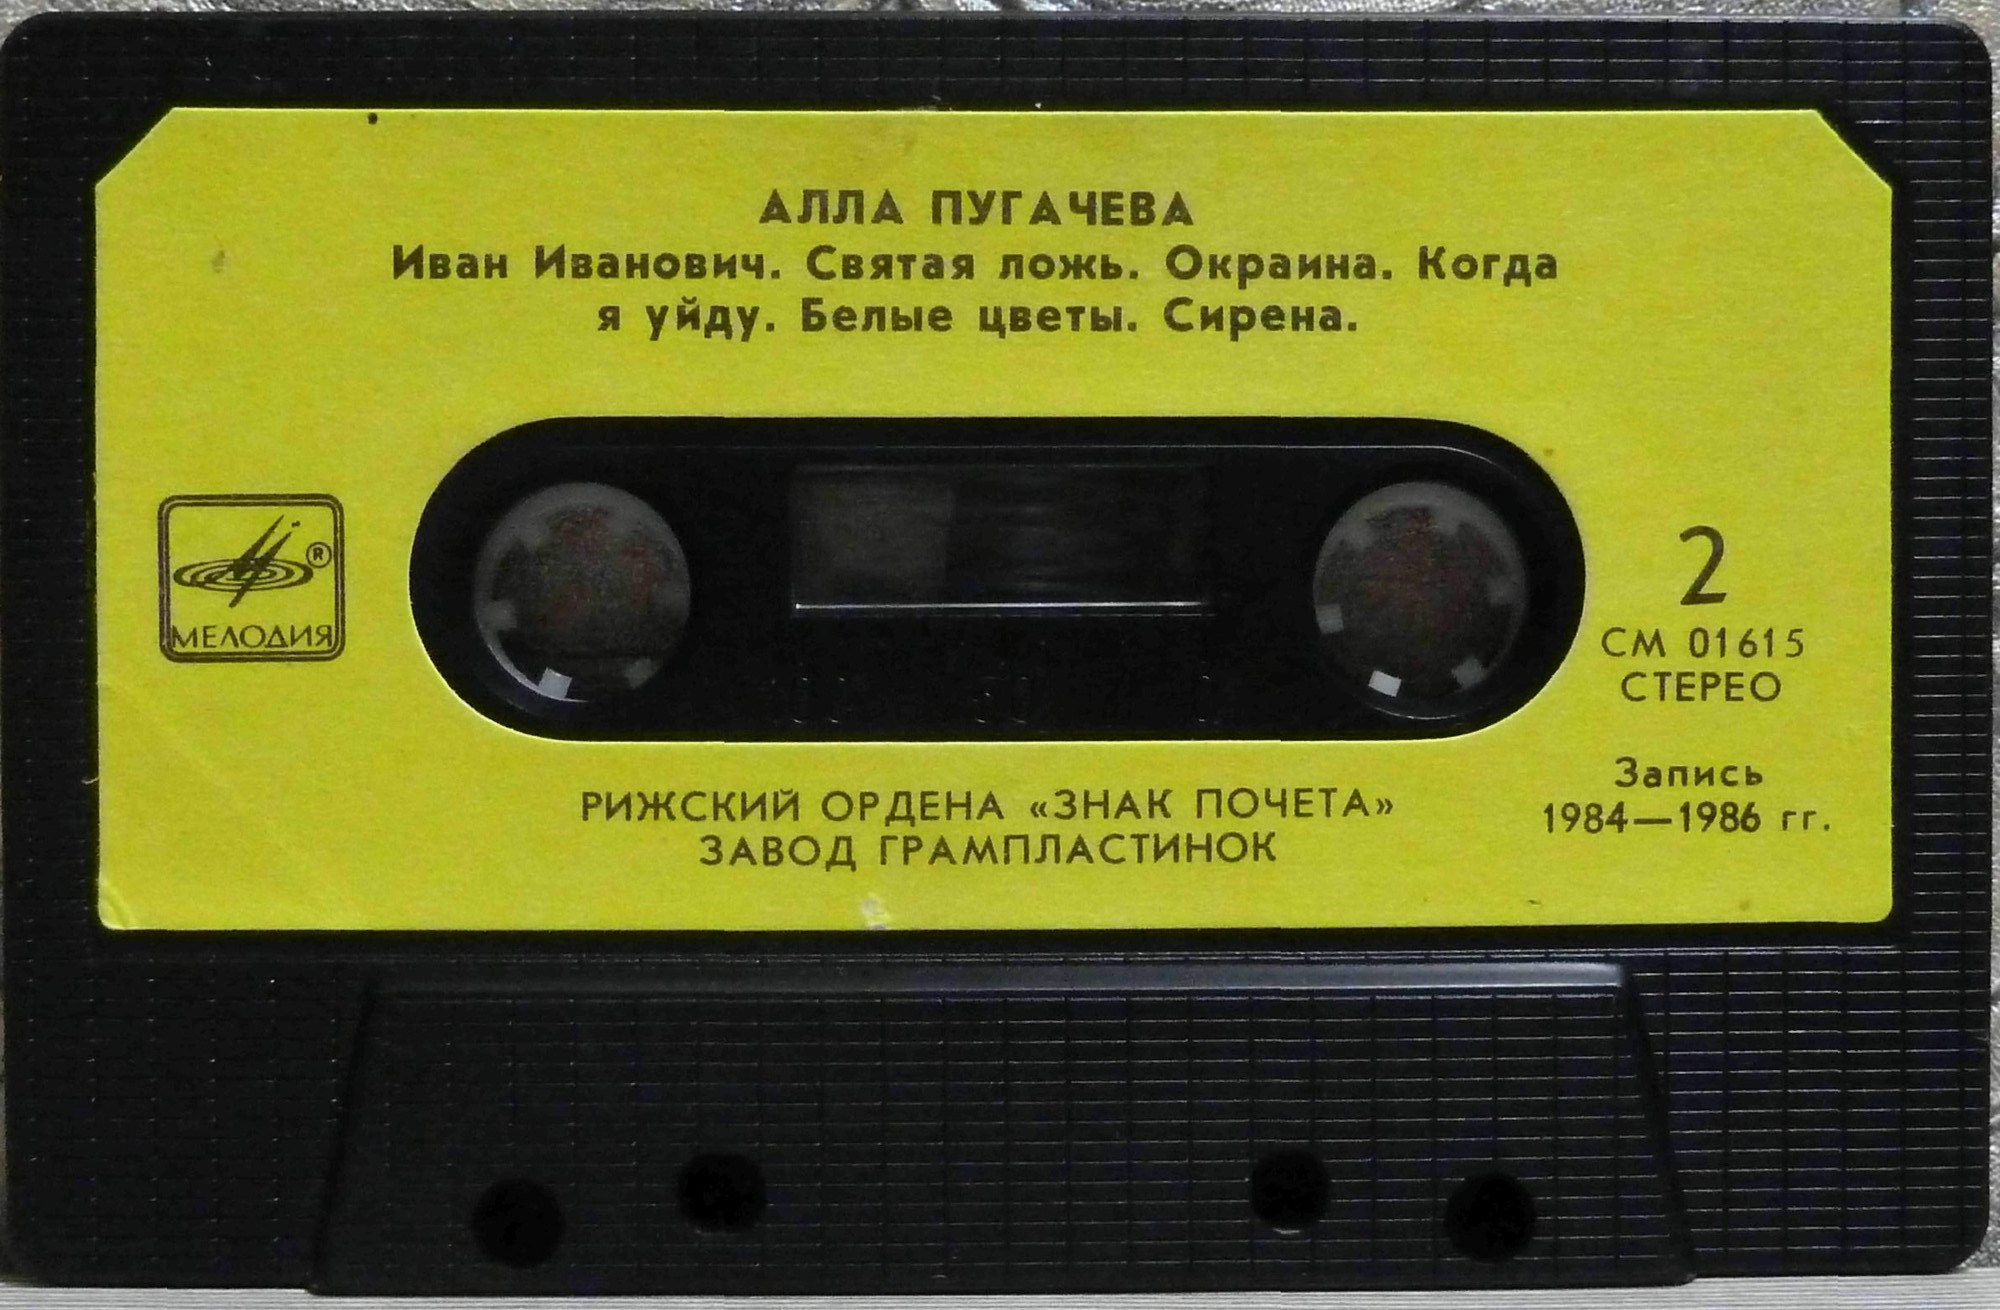 АЛЛА ПУГАЧЕВА
Иван Иванович. Святая ложь. Окраина. Когда
я уйду. Белые цветы. Сирена.
®
МЕЛОДИЯ
2
СМ 01615
СТЕРЕО
Запись
1984—1986 гг.
РИЖСКИЙ ОРДЕНА «ЗНАК ПОЧЕТА»
ЗАВОД ГРАМПЛАСТИНОК